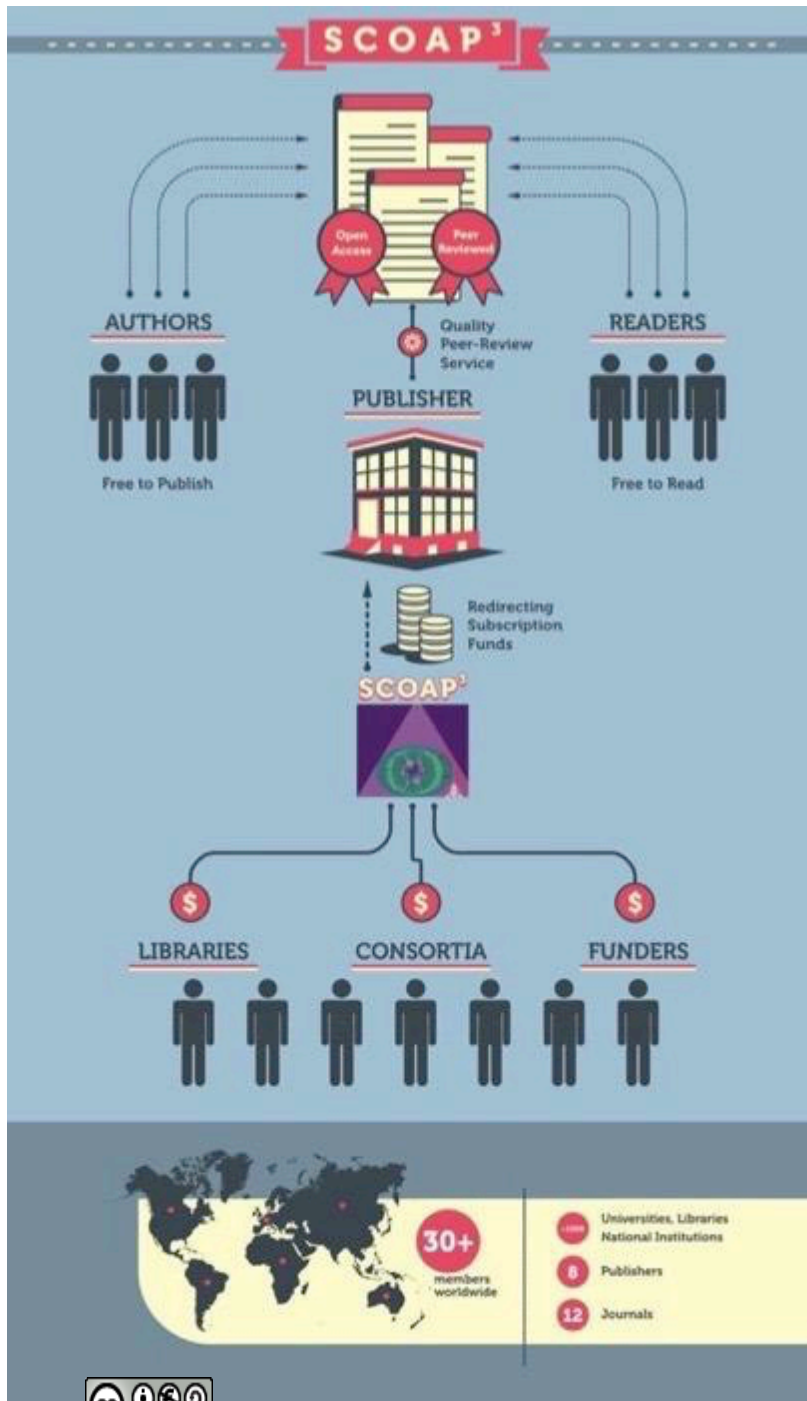 SCOAP³
Open
Access
Peer
Reviewed
AUTHORS
Free to Publish
READERS
Free to Read
Quality
Peer-Review
Service
PUBLISHER
Redirecting
Subscription
Funds
SCOAP³
$
$
$
LIBRARIES
CONSORTIA
FUNDERS
30+
members
worldwide
Universities, Libraries
National Institutions
8
Publishers
12
Journals